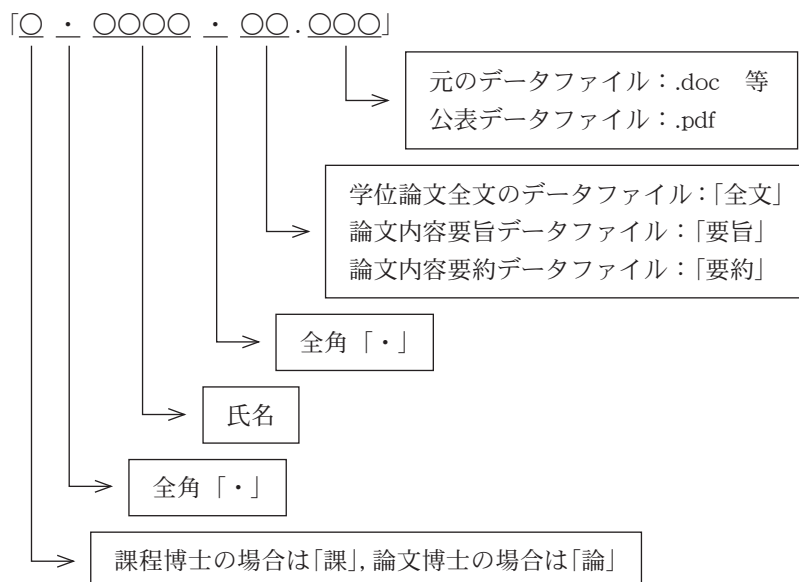 「○・○○○○・○○.○○○」
元のデータファイル：.doc　等
公表データファイル：.pdf
学位論文全文のデータファイル：「全文」
論文内容要旨データファイル：「要旨」
論文内容要約データファイル：「要約」
全角「・」
氏名
全角「・」
課程博士の場合は「課」，論文博士の場合は「論」